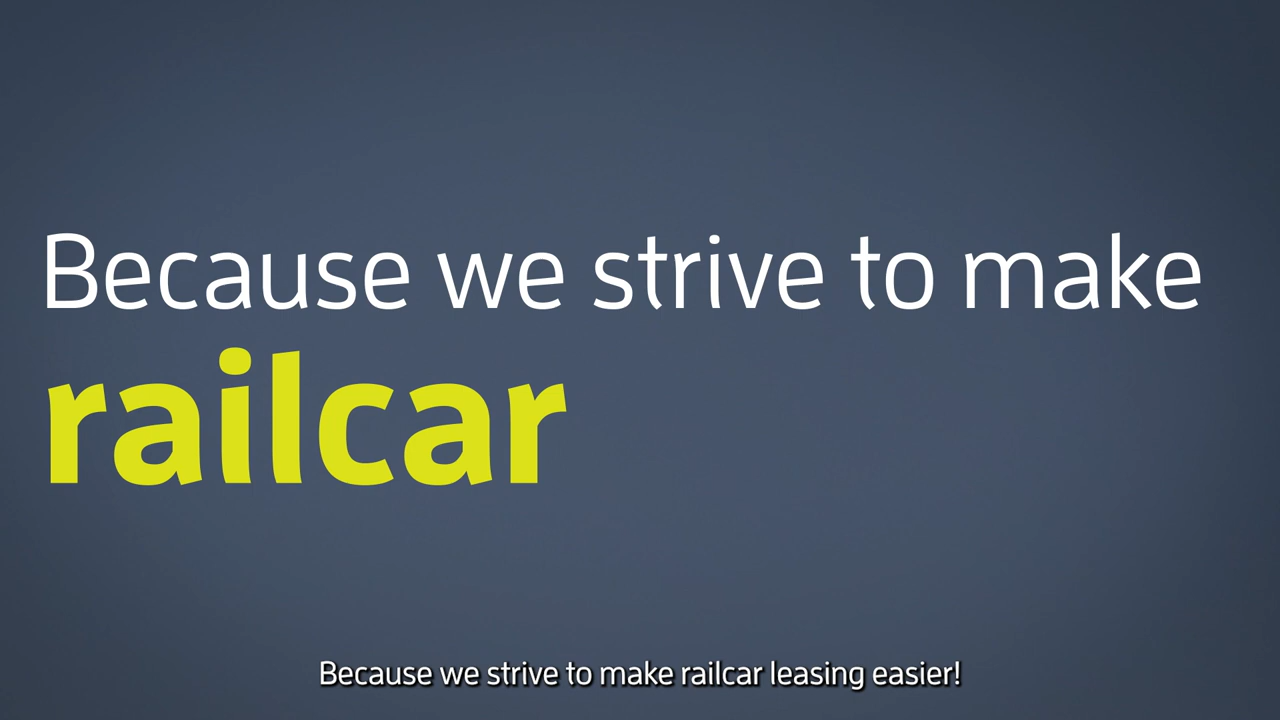 Because we strive to make
railcar
Because we strive to make railcar leasing easier!